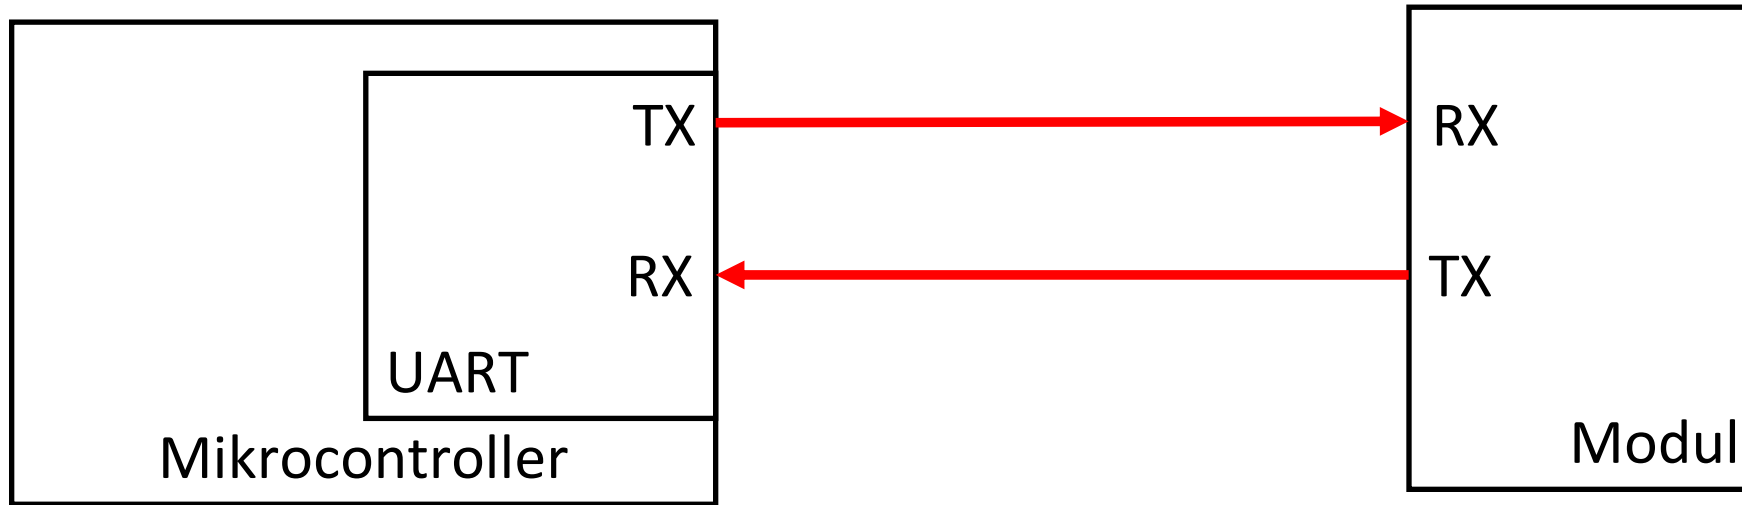 TX
RX
RX
TX
UART
Modul
Mikrocontroller